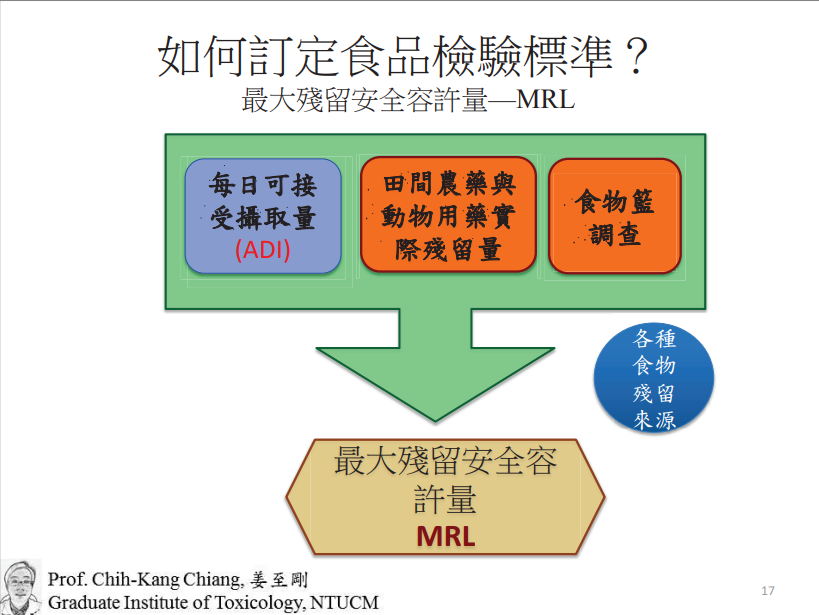 如何訂定食品檢驗標準？
最大殘留安全容許量—MRL
每日可接
受攝取量
(ADI)
田間農藥與
動物用藥實
際殘留量
食物籃
調查
各種
食物
殘留
來源
最大殘留安全容
許量
MRL
Prof. Chih-Kang Chiang, 姜至剛
Graduate Institute of Toxicology, NTUCM
17